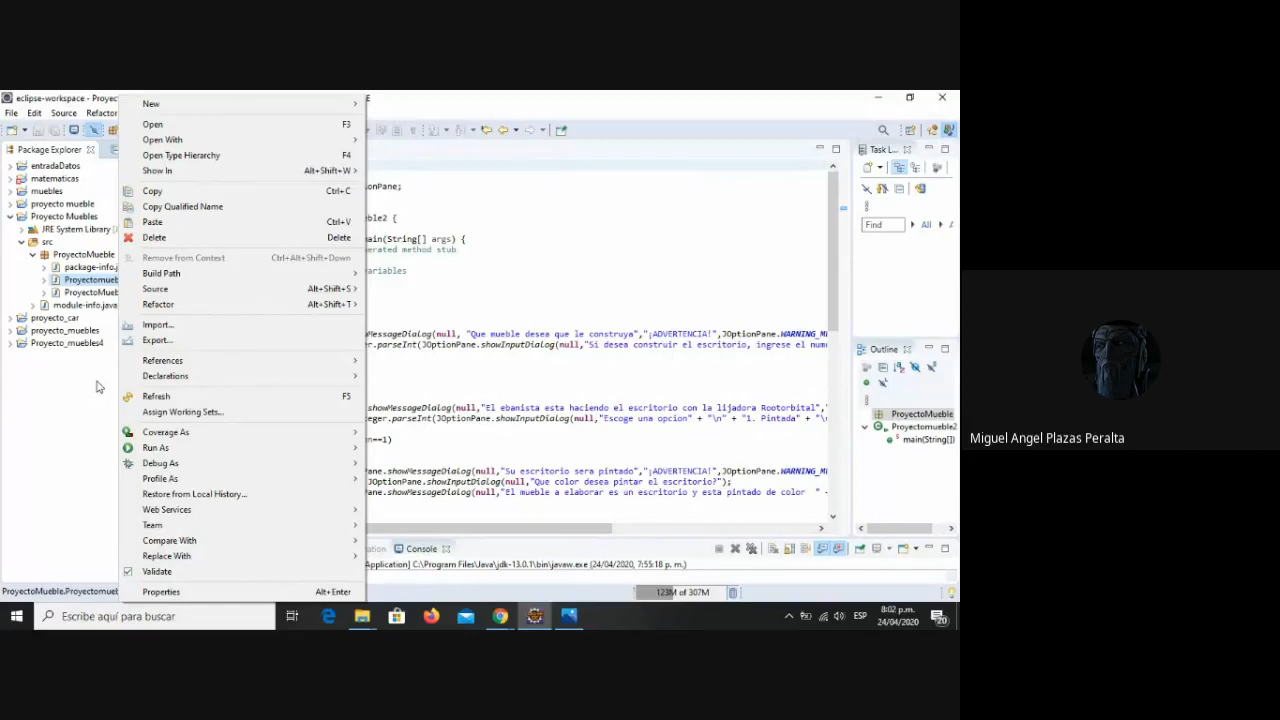 eclipse-workspace - Proyec
File Edit Source Refactor
Package Explorer
entradaDatos
matematicas
muebles
proyecto mueble
Proyecto Muebles
JRE System Library [
src
ProyectoMueble
package-info.j
Proyectomueb
ProyectoMueb
module-info.java
proyecto_car
proyecto_muebles
Proyecto_muebles4
New
Open F3
Open With
Open Type Hierarchy F4
Show In Alt+Shift+W
Copy Ctrl+C
Copy Qualified Name
Paste Ctrl+V
Delete Delete
Remove from Context Ctrl+Alt+Shift+Down
Build Path
Source Alt+Shift+S
Refactor Alt+Shift+T
Import...
Export...
References
Declarations
Refresh F5
Assign Working Sets...
Coverage As
Run As
Debug As
Profile As
Restore from Local History...
Web Services
Team
Compare With
Replace With
Validate
Properties Alt+Enter
E
onPane;
ble2 {
ain(String[] args) {
erated method stub
variables
MessageDialog(null, "Que mueble desea que le construya","¡ADVERTENCIA!",JOptionPane.WARNING_M
er.parseInt(JOptionPane.showInputDialog(null,"Si desea construir el escritorio, ingrese el num
showMessageDialog(null,"El ebanista esta haciendo el escritorio con la lijadora Rootorbital","
eger.parseInt(JOptionPane.showInputDialog(null,"Escoge una opcion" + "\n" + "1. Pintada" + "\
n==1)
ane.showMessageDialog(null,"Su escritorio sera pintado","¡ADVERTENCIA!",JOptionPane.WARNING_M
JOptionPane.showInputDialog(null,"Que color desea pintar el escritorio?");
ane.showMessageDialog(null,"El mueble a elaborar es un escritorio y esta pintado de color " +
ation Console
Application] C:\Program Files\Java\jdk-13.0.1\bin\javaw.exe (24/04/2020, 7:55:18 p. m.)
Task L...
Find All A
Outline
ProyectoMueble
Proyectomueble2
main(String[])
ProyectoMueble.Proyectomueb
123M of 307M
Escribe aquí para buscar
ESP
8:02 p.m.
24/04/2020
20
Miguel Angel Plazas Peralta